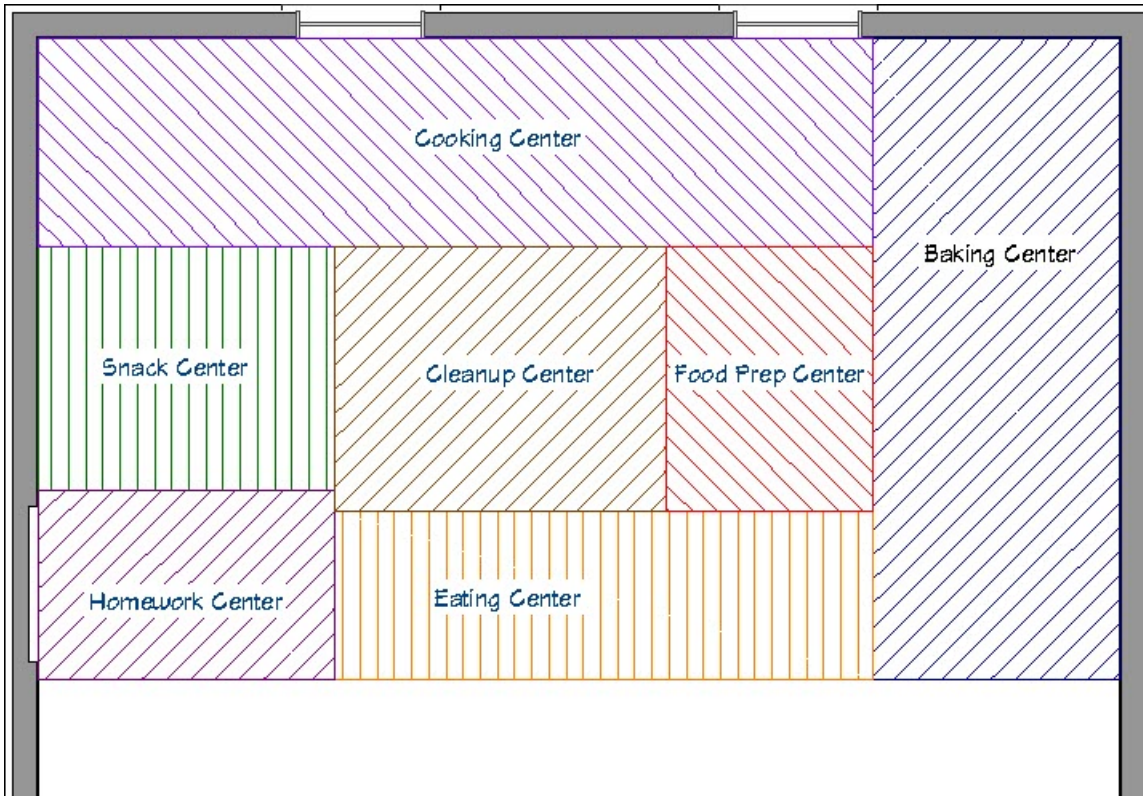 Cooking Center
Baking Center
Snack Center
Cleanup Center
Food Prep Center
Homework Center
Eating Center